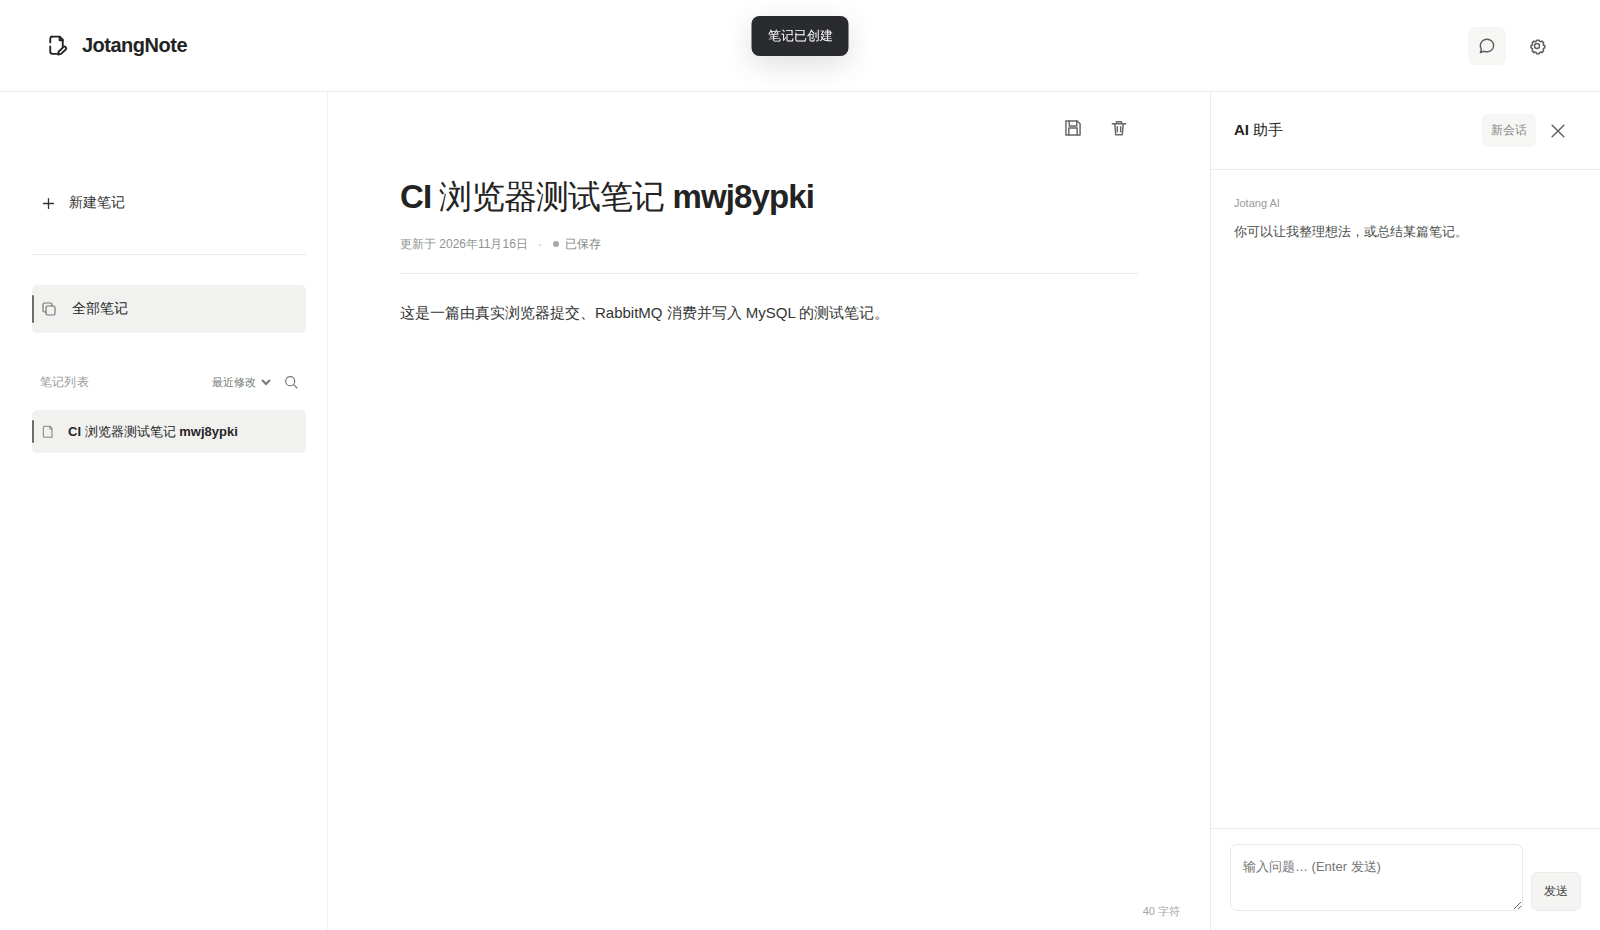 JotangNote
笔记已创建
新建笔记
全部笔记
笔记列表
最近修改
CI 浏览器测试笔记 mwj8ypki
CI 浏览器测试笔记 mwj8ypki
更新于 2026年11月16日 · 已保存
这是一篇由真实浏览器提交、RabbitMQ 消费并写入 MySQL 的测试笔记。
40 字符
AI 助手
新会话
Jotang AI
你可以让我整理想法，或总结某篇笔记。
输入问题… (Enter 发送)
发送